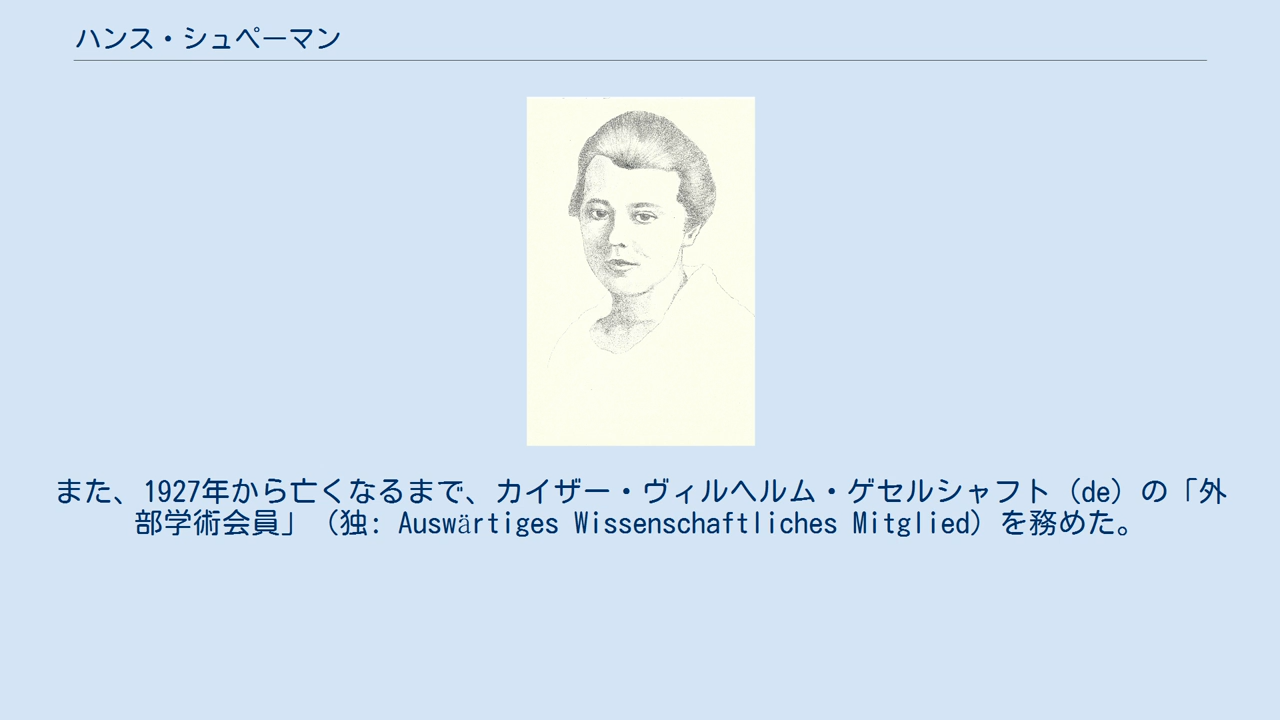 ハンス・シュペーマン
また、1927年から亡くなるまで、カイザー・ヴィルヘルム・ゲゼルシャフト（de）の「外
部学術会員」（独: Auswärtiges Wissenschaftliches Mitglied）を務めた。